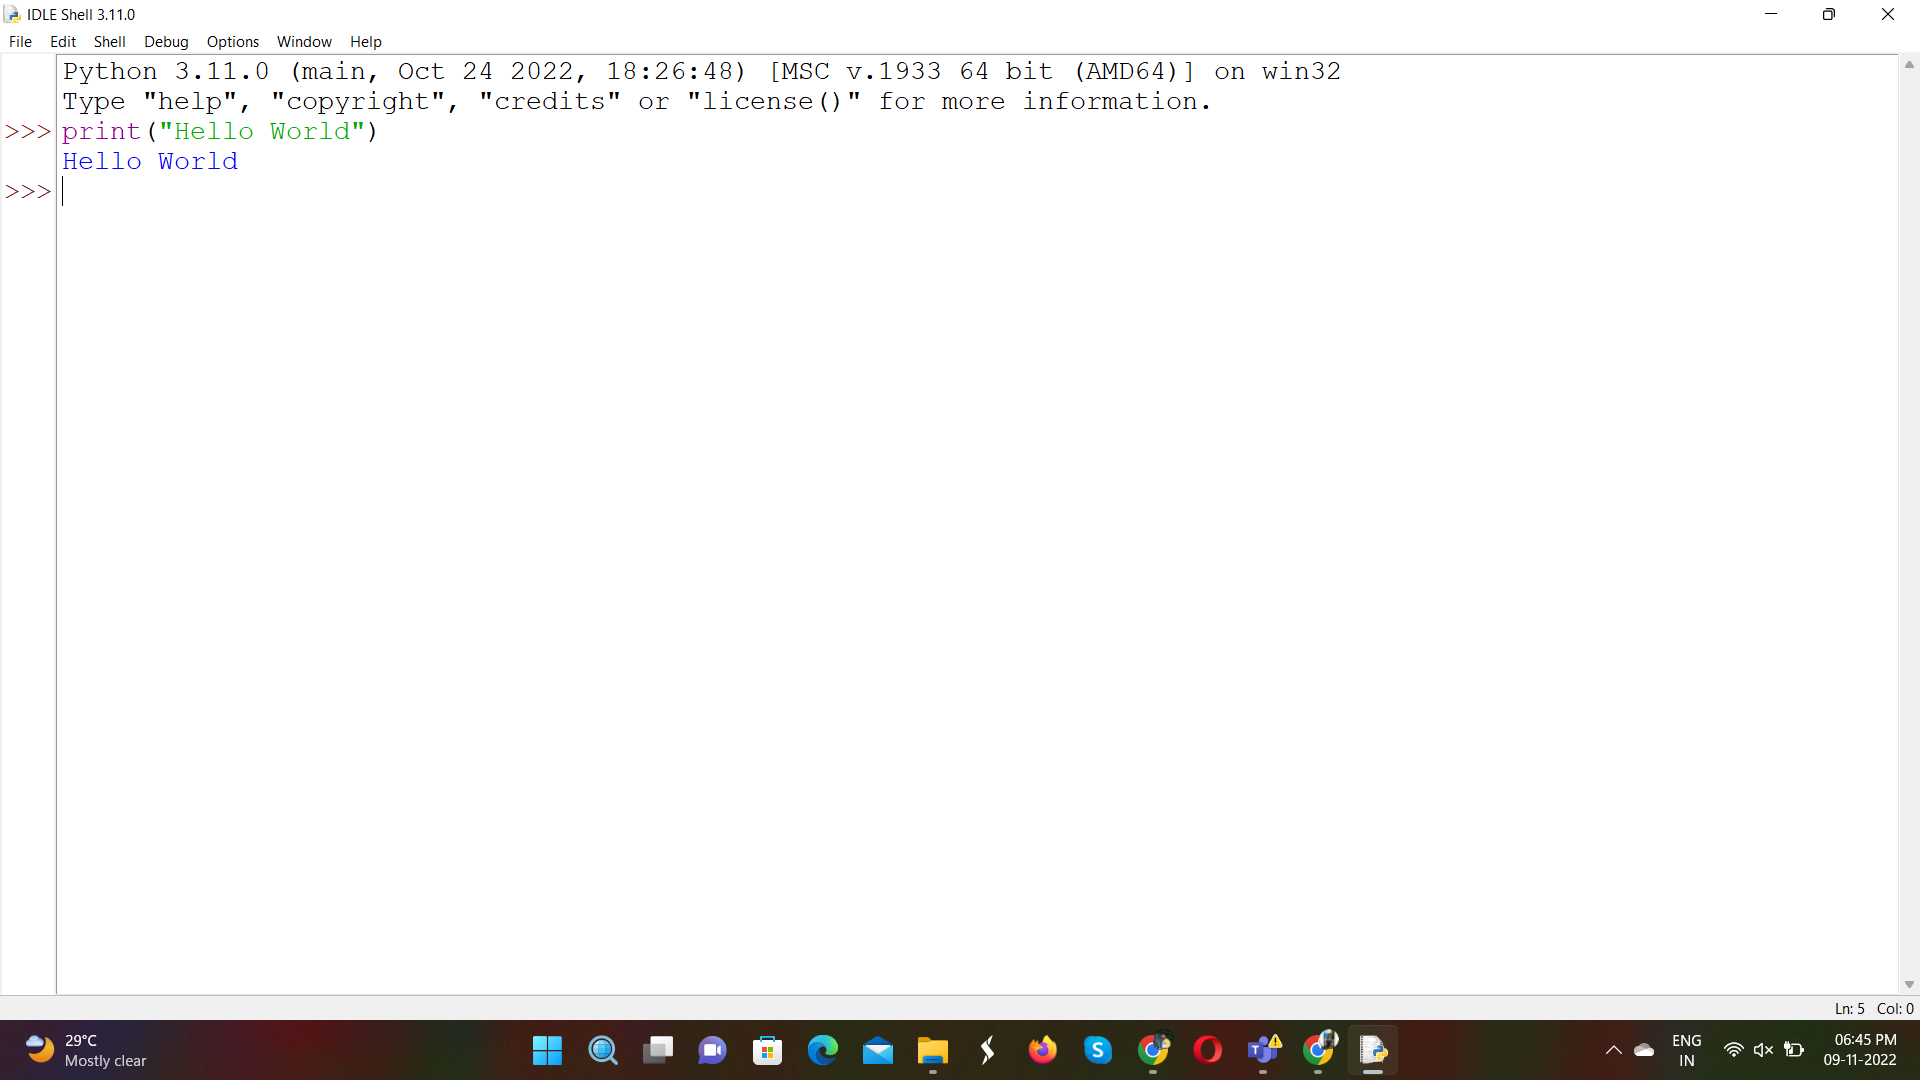 IDLE Shell 3.11.0
File Edit Shell Debug Options Window Help
Python 3.11.0 (main, Oct 24 2022, 18:26:48) [MSC v.1933 64 bit (AMD64)] on win32
Type "help", "copyright", "credits" or "license()" for more information.
>>> print("Hello World")
Hello World
>>>
Ln: 5 Col: 0
29°C
Mostly clear
ENG
IN
06:45 PM
09-11-2022